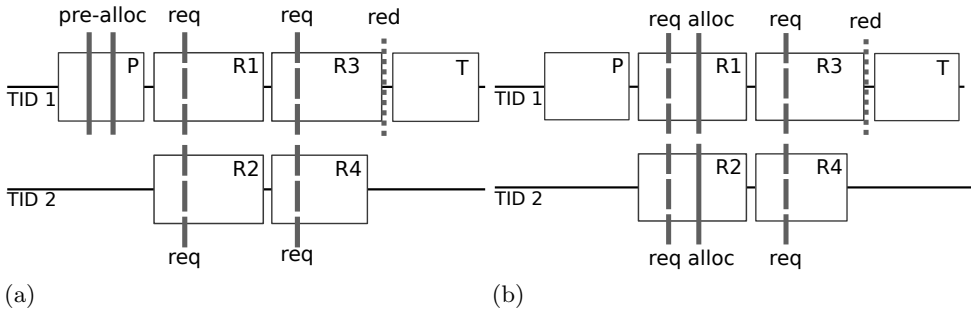 pre-alloc req req red
P R1 R3 T
TID 1
R2 R4
TID 2
req req
(a)
req alloc req red
P R1 R3 T
TID 1
R2 R4
TID 2
req alloc req
(b)